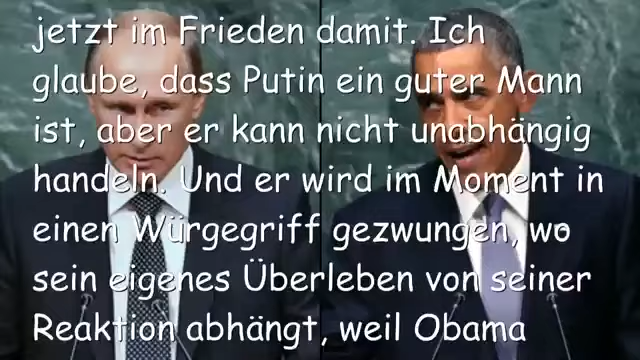 jetzt im Frieden damit. Ich
glaube, dass Putin ein guter Mann
ist, aber er kann nicht unabhängig
handeln. Und er wird im Moment in
einen Würgegriff gezwungen, wo
sein eigenes Überleben von seiner
Reaktion abhängt, weil Obama